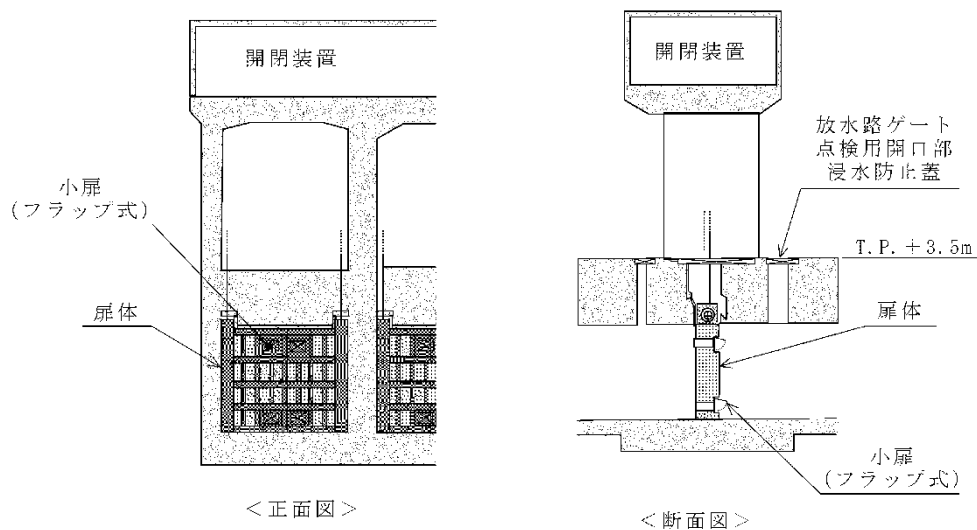 開閉装置
小扉
(フラップ式)
扉体
<正面図>
開閉装置
放水路ゲート
点検用開口部
浸水防止蓋
T.P.+3.5m
扉体
小扉
(フラップ式)
<断面図>